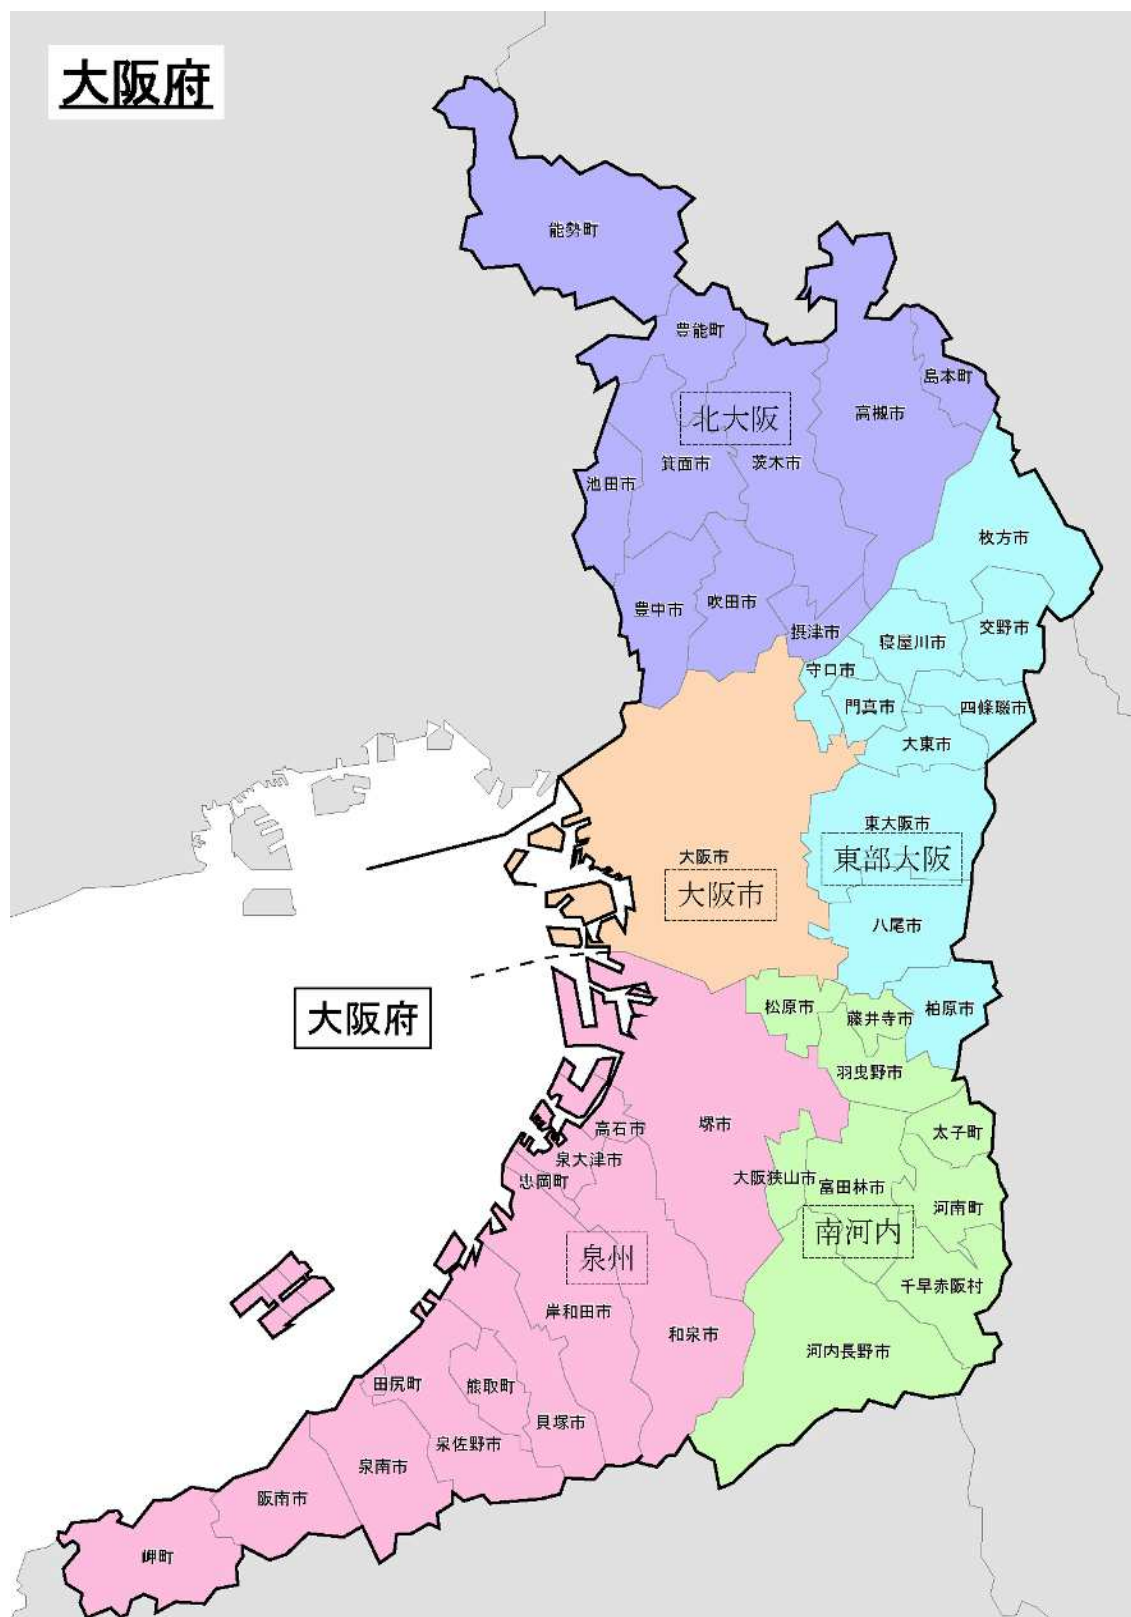 大阪府
能勢町
豊能町
島本町
高槻市
北大阪
箕面市
茨木市
池田市
枚方市
豊中市
吹田市
摂津市
交野市
寝屋川市
守口市
門真市
四條畷市
大東市
東大阪市
東部大阪
大阪市
大阪市
八尾市
大阪府
松原市
藤井寺市
柏原市
羽曳野市
高石市
堺市
太子町
泉大津市
忠岡町
大阪狭山市
富田林市
河南町
南河内
泉州
千早赤阪村
岸和田市
和泉市
河内長野市
田尻町
熊取町
貝塚市
泉佐野市
泉南市
阪南市
岬町